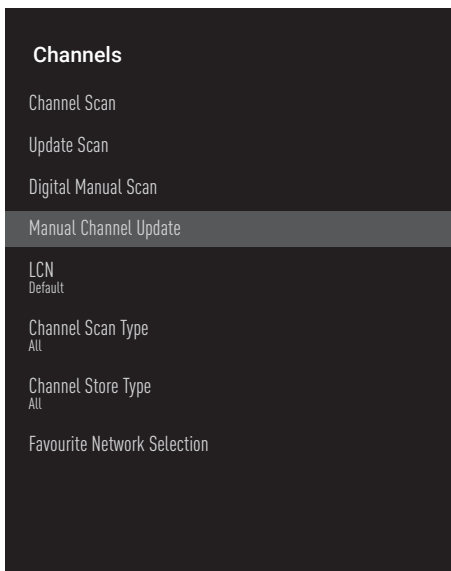 Channels
Channel Scan
Update Scan
Digital Manual Scan
Manual Channel Update
LCN
Default
Channel Scan Type
All
Channel Store Type
All
Favourite Network Selection